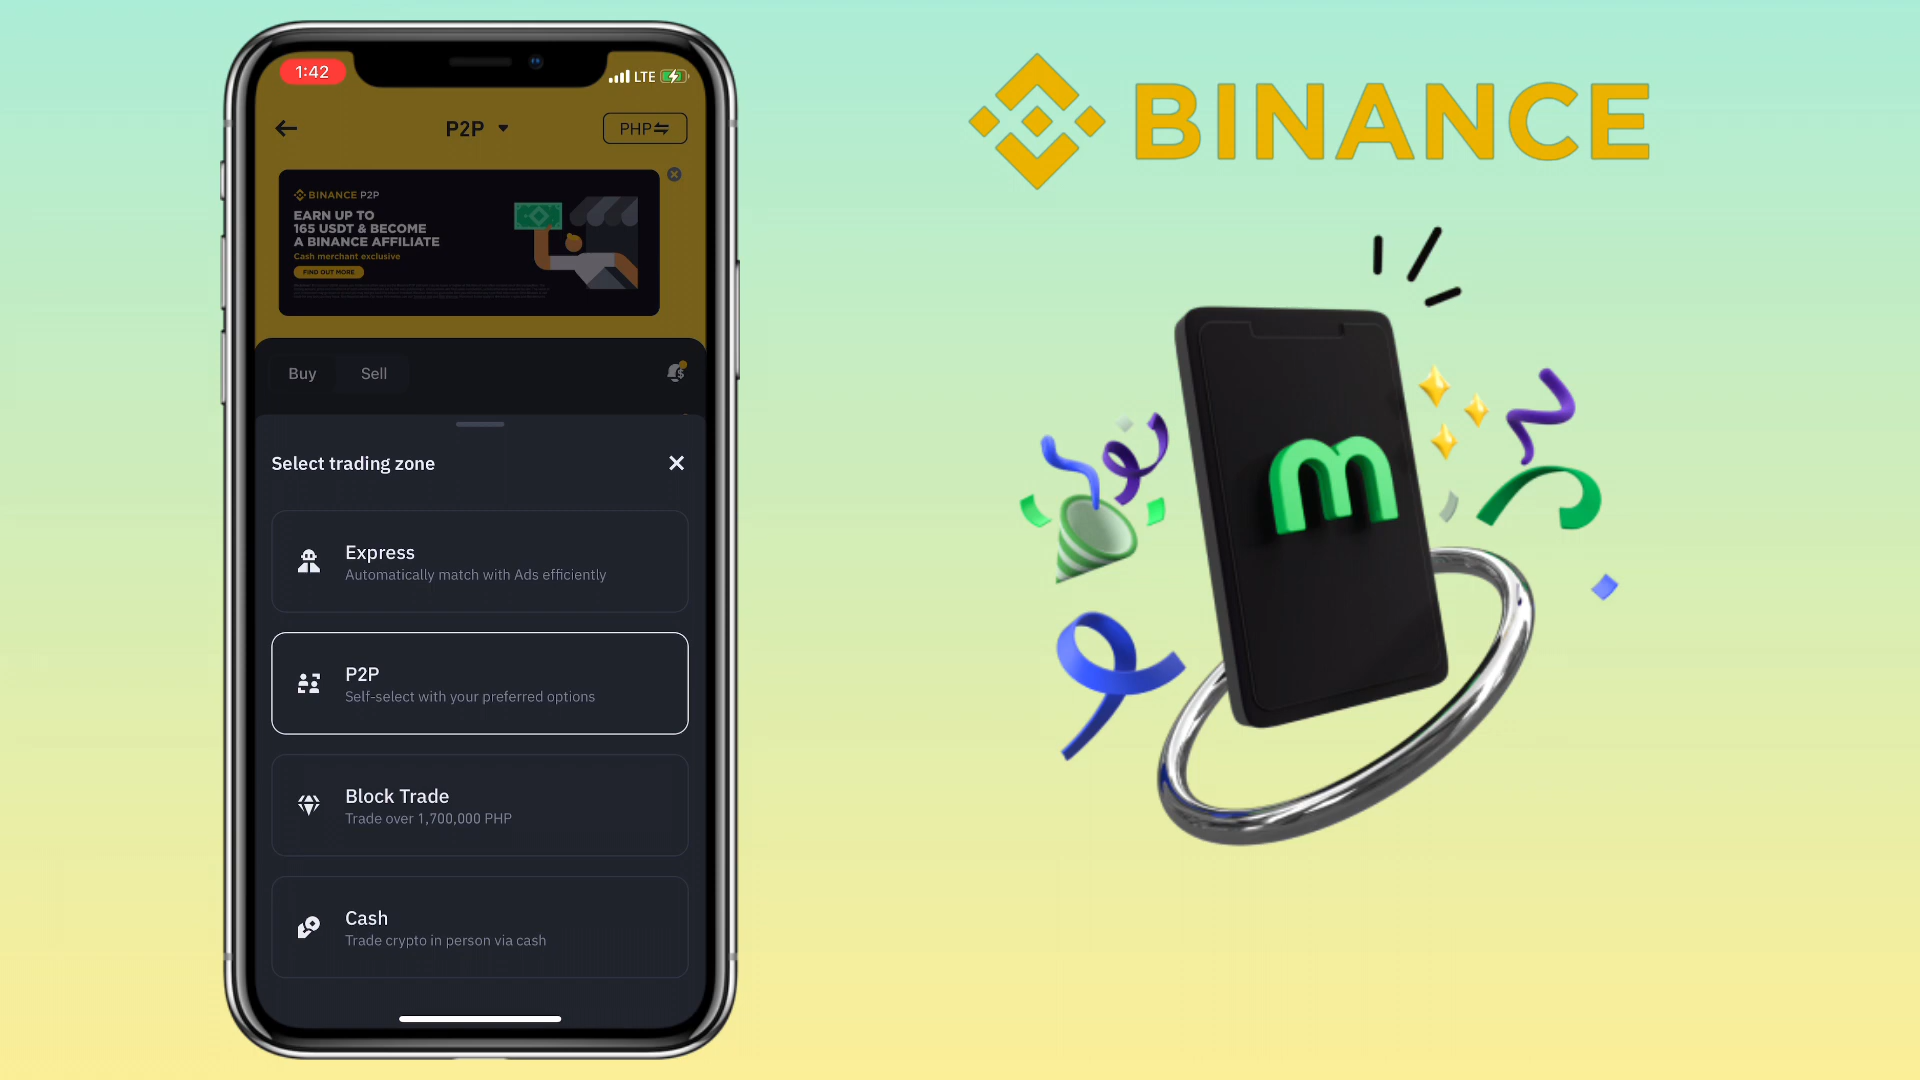 1:42
LTE
P2P
PHP
BINANCE P2P
EARN UP TO
165 USDT & BECOME
A BINANCE AFFILIATE
Cash merchant exclusive
FIND OUT MORE
Buy
Sell
Select trading zone
Express
Automatically match with Ads efficiently
P2P
Self-select with your preferred options
Block Trade
Trade over 1,700,000 PHP
Cash
Trade crypto in person via cash
BINANCE
m